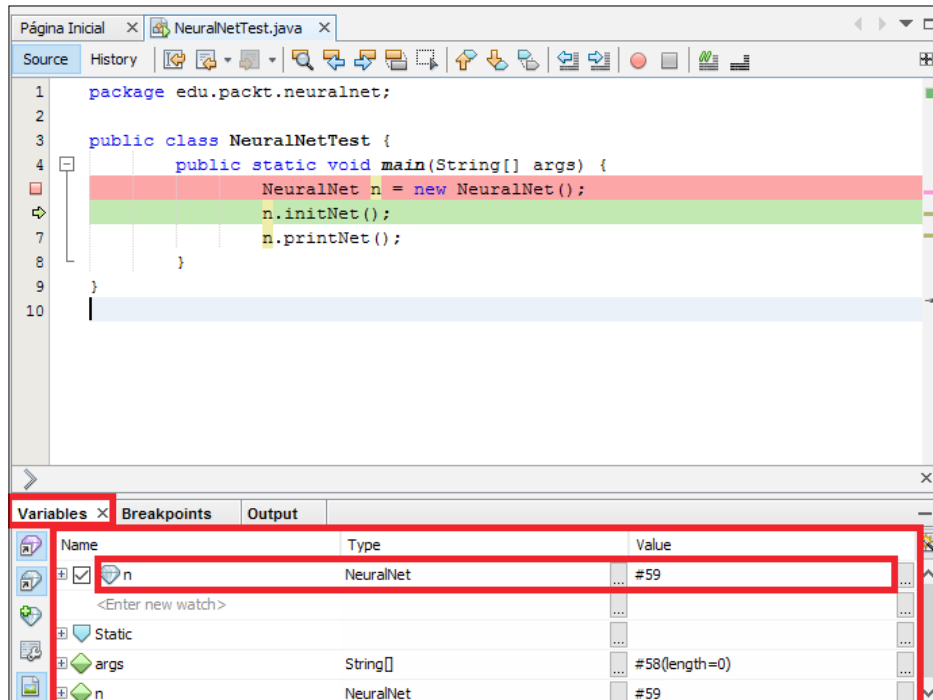 Página Inicial
NeuralNetTest.java
Source History
1 package edu.packt.neuralnet;
2
3 public class NeuralNetTest {
4 public static void main(String[] args) {
NeuralNet n = new NeuralNet();
n.initNet();
7 n.printNet();
8 }
9 }
10
Variables Breakpoints Output
Name Type Value
n NeuralNet ... #59 ...
<Enter new watch> ... ...
Static ... ...
args String[] ... #58(length=0) ...
n NeuralNet ... #59 ...